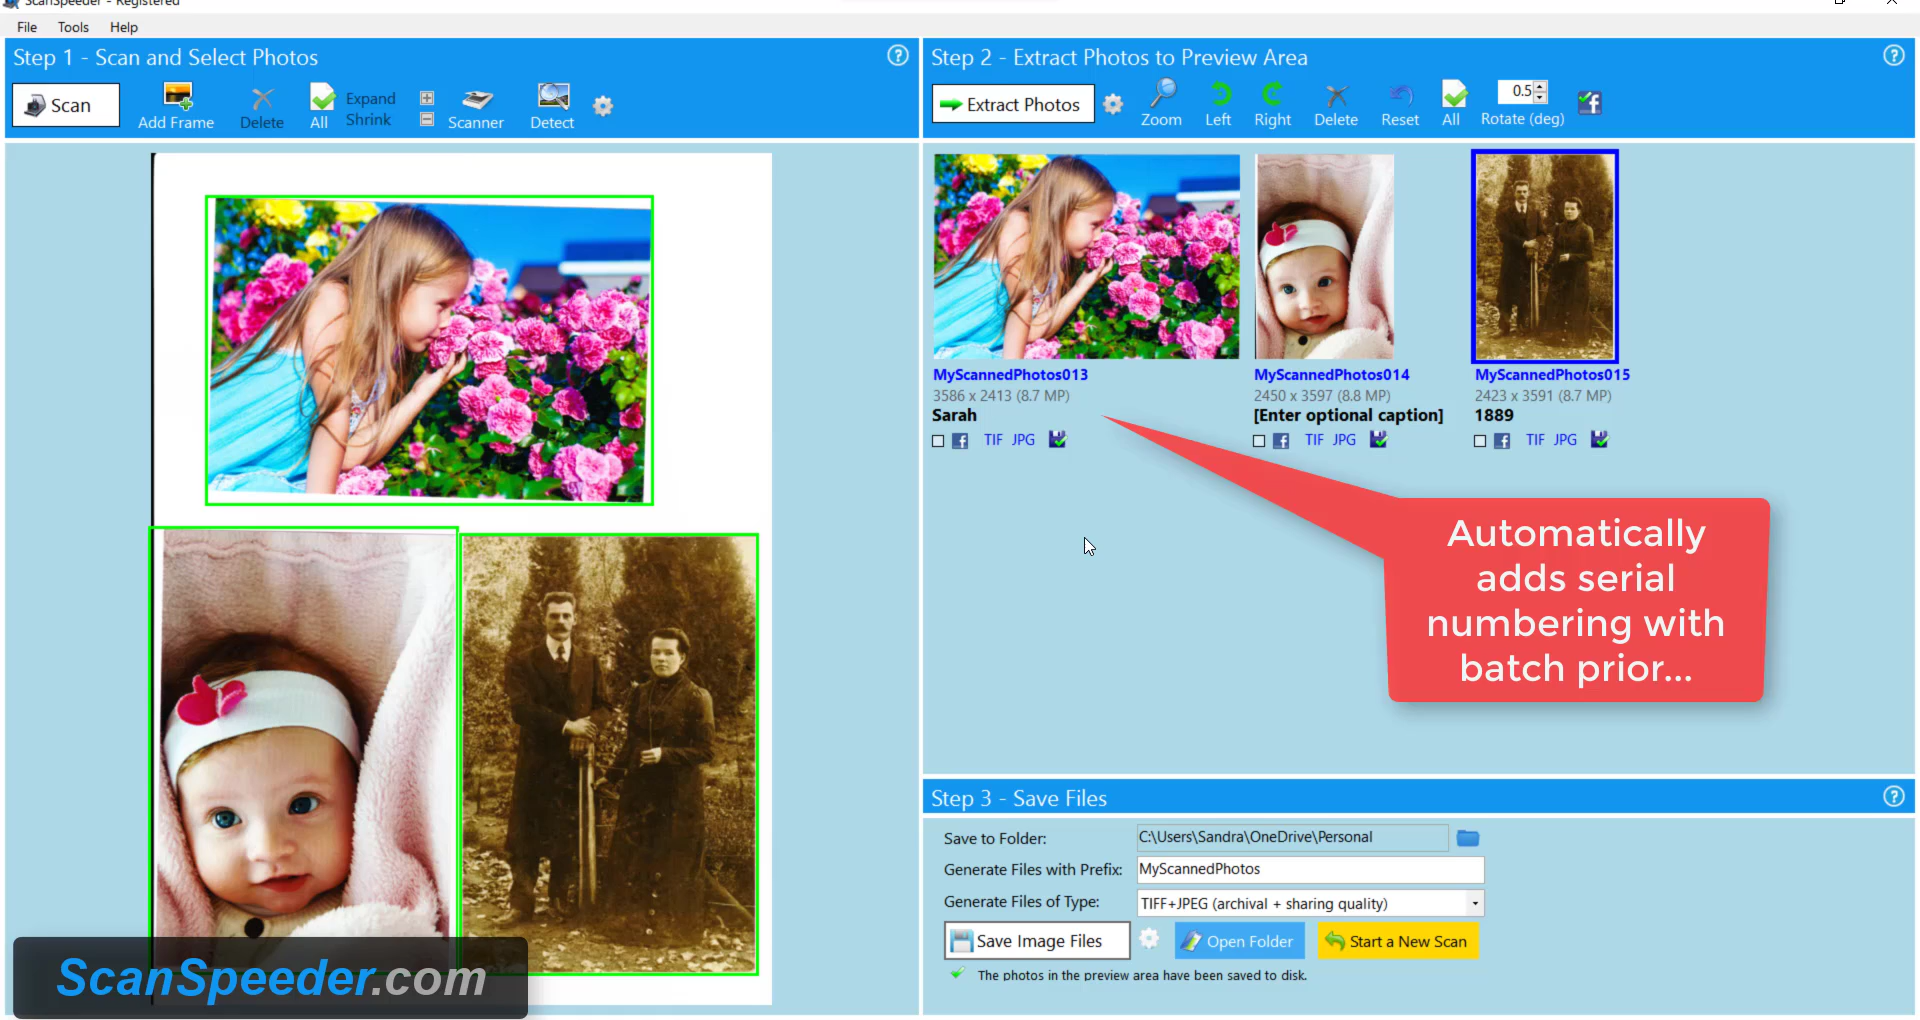 ScanSpeeder - Registered
File Tools Help
Step 1 - Scan and Select Photos
Scan
Add Frame
Delete
All
Expand
Shrink
Scanner
Detect
Step 2 - Extract Photos to Preview Area
Extract Photos
Zoom
Left
Right
Delete
Reset
All
0.5
Rotate (deg)
MyScannedPhotos013
3586 x 2413 (8.7 MP)
Sarah
TIF JPG
MyScannedPhotos014
2450 x 3597 (8.8 MP)
[Enter optional caption]
TIF JPG
MyScannedPhotos015
2423 x 3591 (8.7 MP)
1889
TIF JPG
Automatically
adds serial
numbering with
batch prior...
Step 3 - Save Files
Save to Folder: C:\Users\Sandra\OneDrive\Personal
Generate Files with Prefix: MyScannedPhotos
Generate Files of Type: TIFF+JPEG (archival + sharing quality)
Save Image Files Open Folder Start a New Scan
The photos in the preview area have been saved to disk.
ScanSpeeder.com